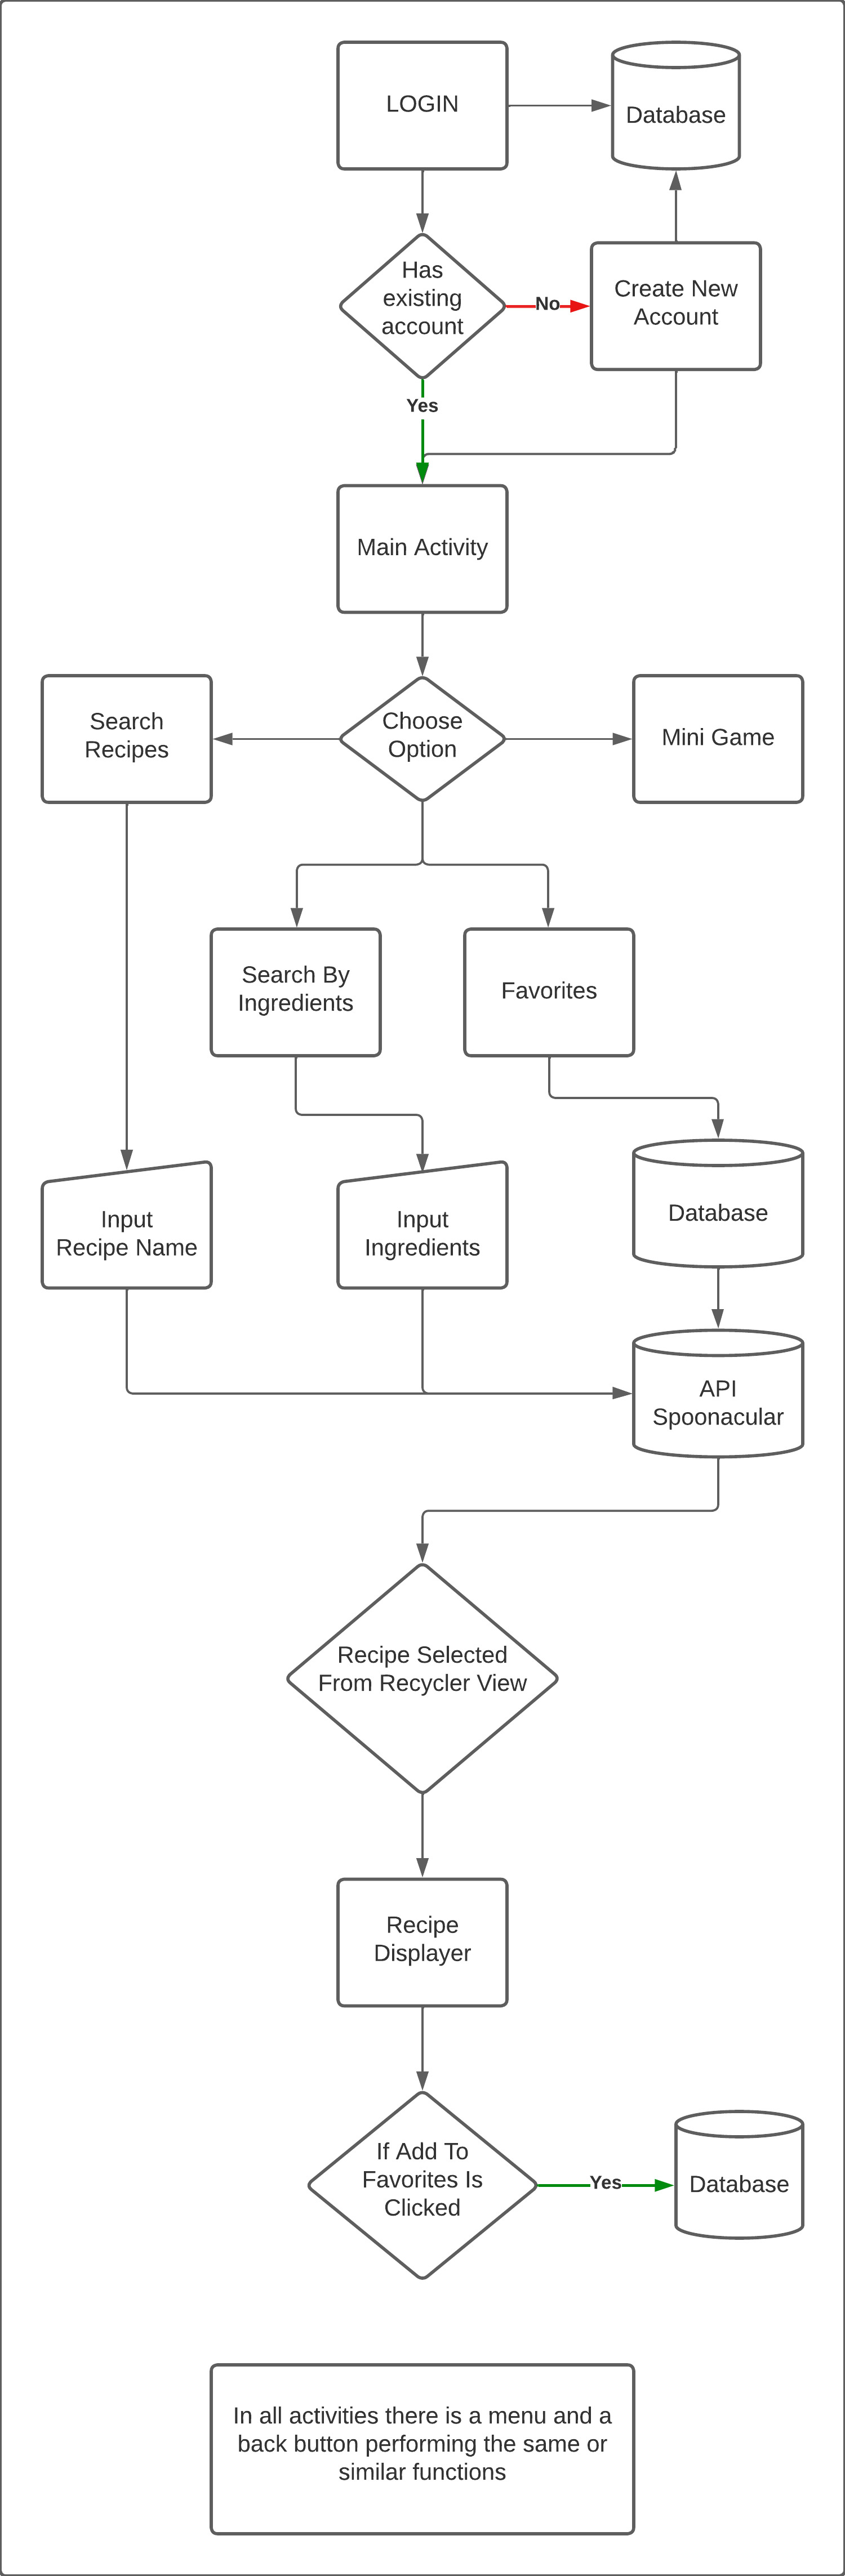 LOGIN
Database
Has
existing
account
No
Create New
Account
Yes
Main Activity
Search
Recipes
Choose
Option
Mini Game
Search By
Ingredients
Favorites
Input
Recipe Name
Input
Ingredients
Database
API
Spoonacular
Recipe Selected
From Recycler View
Recipe
Displayer
If Add To
Favorites Is
Clicked
Yes
Database
In all activities there is a menu and a
back button performing the same or
similar functions